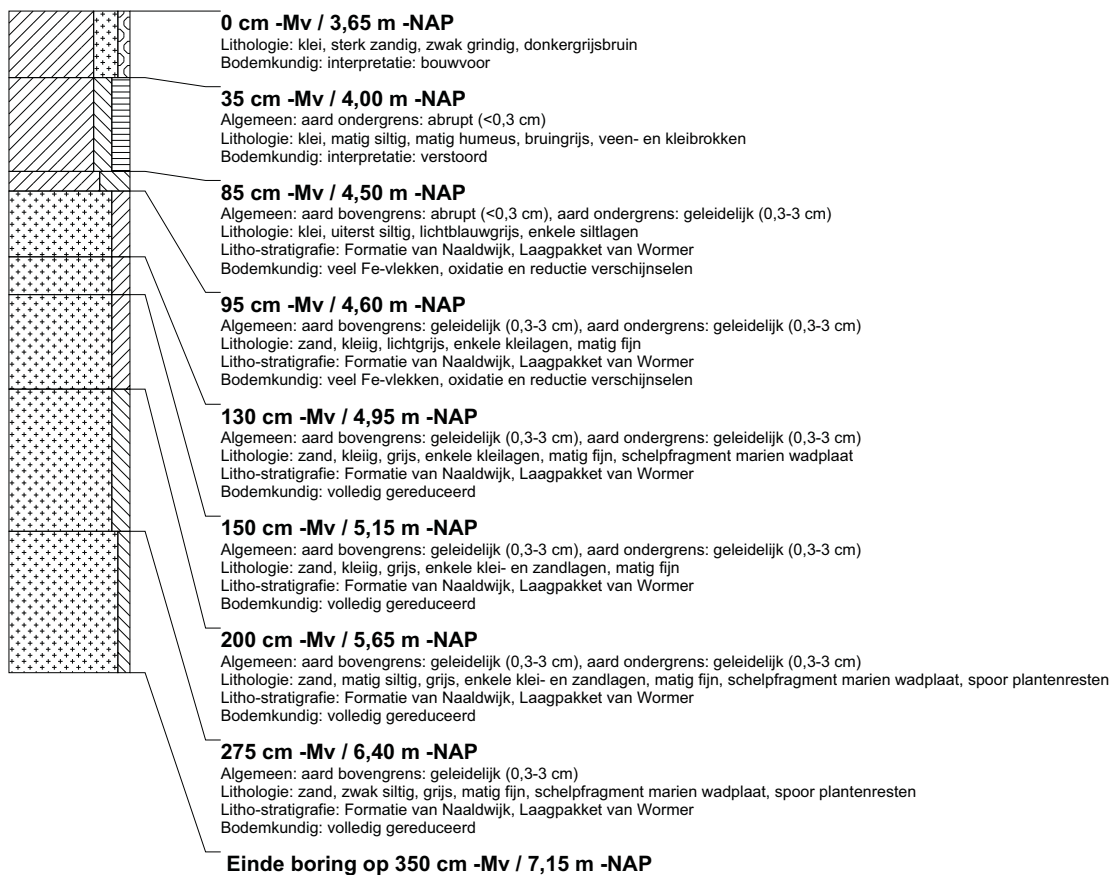 0 cm -Mv / 3,65 m -NAP
Lithologie: klei, sterk zandig, zwak grindig, donkergrijsbruin
Bodemkundig: interpretatie: bouwvoor
35 cm -Mv / 4,00 m -NAP
Algemeen: aard ondergrens: abrupt (<0,3 cm)
Lithologie: klei, matig siltig, matig humeus, bruingrijs, veen- en kleibrokken
Bodemkundig: interpretatie: verstoord
85 cm -Mv / 4,50 m -NAP
Algemeen: aard bovengrens: abrupt (<0,3 cm), aard ondergrens: geleidelijk (0,3-3 cm)
Lithologie: klei, uiterst siltig, lichtblauwgrijs, enkele siltlagen
Litho-stratigrafie: Formatie van Naaldwijk, Laagpakket van Wormer
Bodemkundig: veel Fe-vlekken, oxidatie en reductie verschijnselen
95 cm -Mv / 4,60 m -NAP
Algemeen: aard bovengrens: geleidelijk (0,3-3 cm), aard ondergrens: geleidelijk (0,3-3 cm)
Lithologie: zand, kleiig, lichtgrijs, enkele kleilagen, matig fijn
Litho-stratigrafie: Formatie van Naaldwijk, Laagpakket van Wormer
Bodemkundig: veel Fe-vlekken, oxidatie en reductie verschijnselen
130 cm -Mv / 4,95 m -NAP
Algemeen: aard bovengrens: geleidelijk (0,3-3 cm), aard ondergrens: geleidelijk (0,3-3 cm)
Lithologie: zand, kleiig, grijs, enkele kleilagen, matig fijn, schelpfragment marien wadplaat
Litho-stratigrafie: Formatie van Naaldwijk, Laagpakket van Wormer
Bodemkundig: volledig gereduceerd
150 cm -Mv / 5,15 m -NAP
Algemeen: aard bovengrens: geleidelijk (0,3-3 cm), aard ondergrens: geleidelijk (0,3-3 cm)
Lithologie: zand, kleiig, grijs, enkele klei- en zandlagen, matig fijn
Litho-stratigrafie: Formatie van Naaldwijk, Laagpakket van Wormer
Bodemkundig: volledig gereduceerd
200 cm -Mv / 5,65 m -NAP
Algemeen: aard bovengrens: geleidelijk (0,3-3 cm), aard ondergrens: geleidelijk (0,3-3 cm)
Lithologie: zand, matig siltig, grijs, enkele klei- en zandlagen, matig fijn, schelpfragment marien wadplaat, spoor plantenresten
Litho-stratigrafie: Formatie van Naaldwijk, Laagpakket van Wormer
Bodemkundig: volledig gereduceerd
275 cm -Mv / 6,40 m -NAP
Algemeen: aard bovengrens: geleidelijk (0,3-3 cm)
Lithologie: zand, zwak siltig, grijs, matig fijn, schelpfragment marien wadplaat, spoor plantenresten
Litho-stratigrafie: Formatie van Naaldwijk, Laagpakket van Wormer
Bodemkundig: volledig gereduceerd
Einde boring op 350 cm -Mv / 7,15 m -NAP